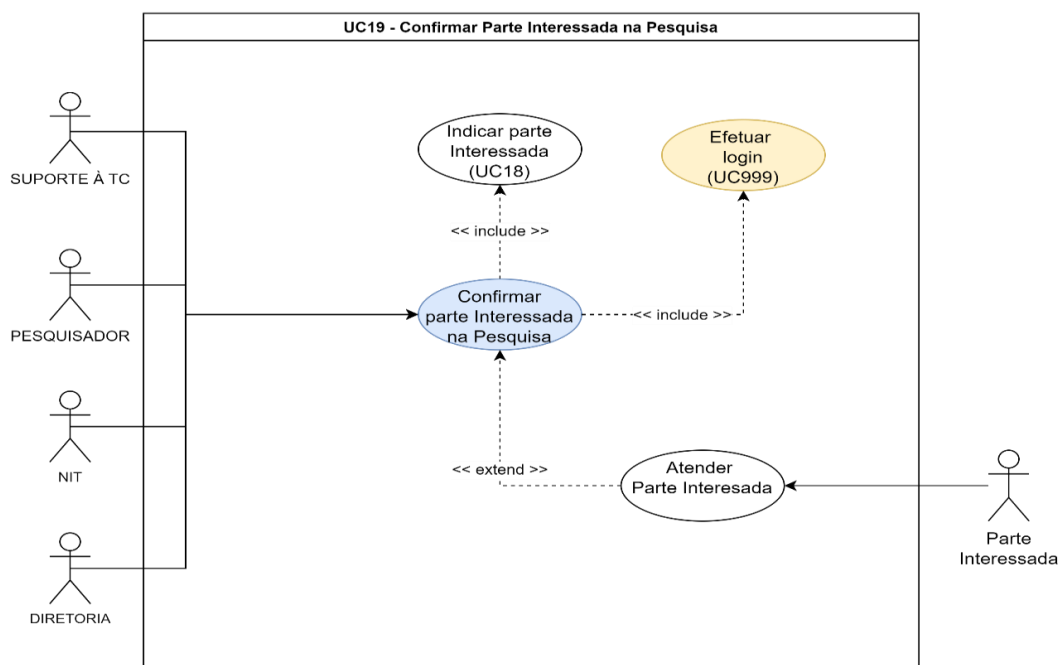 UC19 - Confirmar Parte Interessada na Pesquisa
SUPORTE À TC
PESQUISADOR
NIT
DIRETORIA
Indicar parte
Interessada
(UC18)
Efetuar
login
(UC999)
<< include >>
Confirmar
parte Interessada
na Pesquisa
<< include >>
<< extend >>
Atender
Parte Interesada
Parte
Interessada